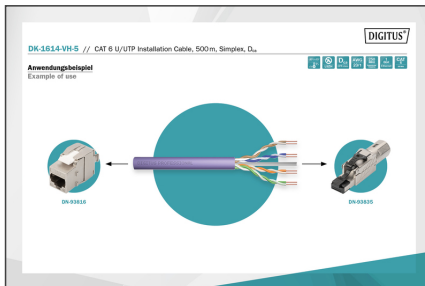 DIGITUS®
DK-1614-VH-5 // CAT 6 U/UTP Installation Cable, 500 m, Simplex, Dca
Anwendungsbeispiel
Example of use
DN-93616
DN-93835